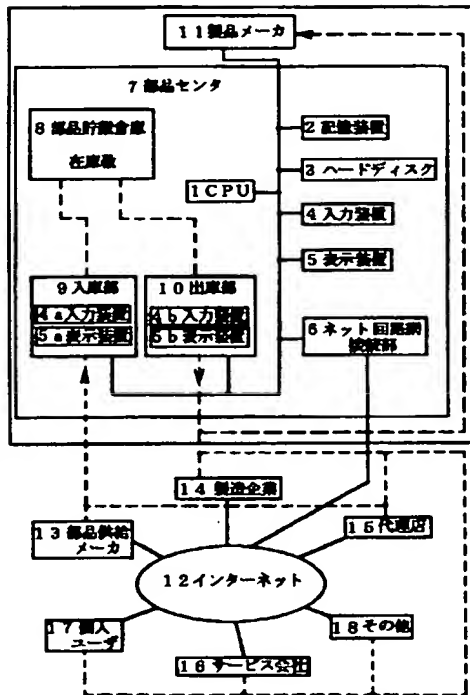 11製品メーカ
7部品センタ
8部品貯蔵倉庫
在庫数
2記憶装置
3ハードディスク
1CPU
4入力装置
5表示装置
9入庫部
4a入力装置
5a表示装置
10出庫部
4b入力装置
5b表示装置
6ネット回路網
接続部
14製造企業
13部品供給
メーカ
15代理店
12インターネット
17個人
ユーザ
18その他
16サービス会社